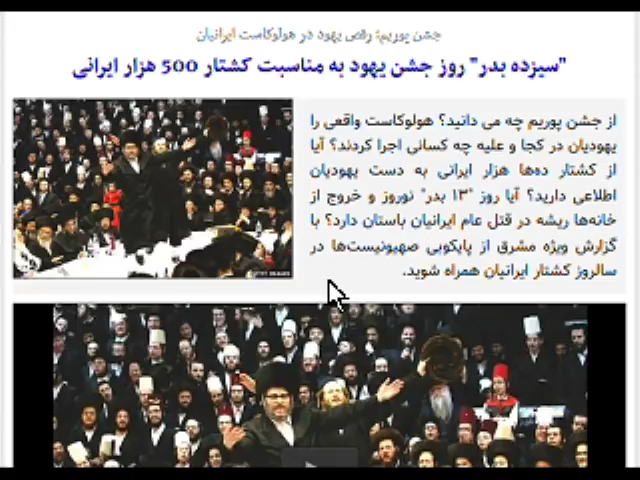 جشن پوریم؛ رقص یهود در هولوکاست ایرانیان
"سیزده بدر" روز جشن یهود به مناسبت کشتار 500 هزار ایرانی
از جشن پوریم چه می دانید؟ هولوکاست واقعی را
یهودیان در کجا و علیه چه کسانی اجرا کردند؟ آیا
از کشتار ده‌ها هزار ایرانی به دست یهودیان
اطلاعی دارید؟ آیا روز "۱۳ بدر" نوروز و خروج از
خانه‌ها ریشه در قتل عام ایرانیان باستان دارد؟ با
گزارش ویژه مشرق از پایکوبی صهیونیست‌ها در
سالروز کشتار ایرانیان همراه شوید.